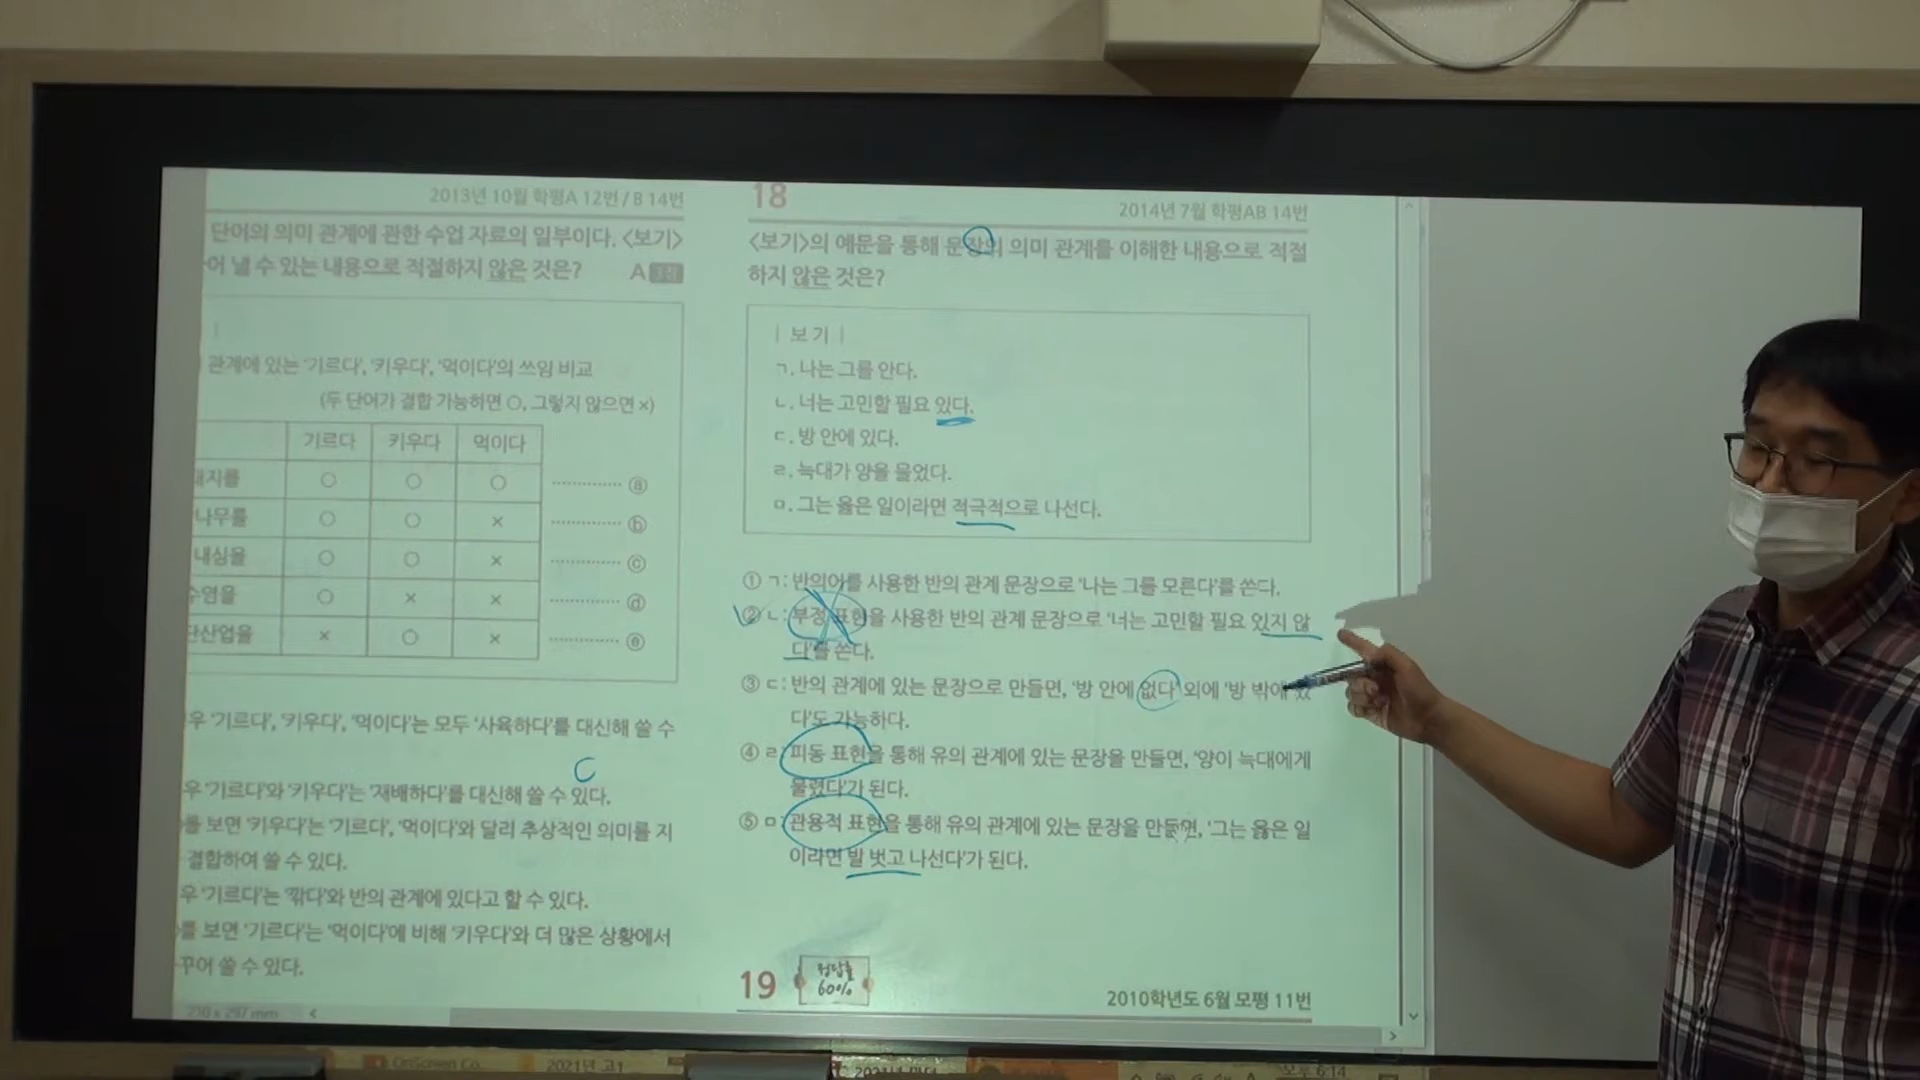 2013년 10월 학평A 12번 / B 14번
단어의 의미 관계에 관한 수업 자료의 일부이다. <보기>
어 낼 수 있는 내용으로 적절하지 않은 것은?
A
관계에 있는 '기르다', '키우다', '먹이다'의 쓰임 비교
(두 단어가 결합 가능하면 ○, 그렇지 않으면 ×)
기르다 키우다 먹이다
돼지를 ○ ○ ○ ⓐ
나무를 ○ ○ × ⓑ
내심을 ○ ○ × ⓒ
수염을 ○ × × ⓓ
산업을 × ○ × ⓔ
우 '기르다', '키우다', '먹이다'는 모두 '사육하다'를 대신해 쓸 수
우 '기르다'와 '키우다'는 '재배하다'를 대신해 쓸 수 있다.
를 보면 '키우다'는 '기르다', '먹이다'와 달리 추상적인 의미를 지
결합하여 쓸 수 있다.
우 '기르다'는 '깎다'와 반의 관계에 있다고 할 수 있다.
를 보면 '기르다'는 '먹이다'에 비해 '키우다'와 더 많은 상황에서
꾸어 쓸 수 있다.
210 x 297 mm
18
2014년 7월 학평AB 14번
<보기>의 예문을 통해 문장의 의미 관계를 이해한 내용으로 적절
하지 않은 것은?
| 보기 |
ㄱ. 나는 그를 안다.
ㄴ. 너는 고민할 필요 있다.
ㄷ. 방 안에 있다.
ㄹ. 늑대가 양을 물었다.
ㅁ. 그는 옳은 일이라면 적극적으로 나선다.
① ㄱ: 반의어를 사용한 반의 관계 문장으로 '나는 그를 모른다'를 쓴다.
② ㄴ: 부정 표현을 사용한 반의 관계 문장으로 '너는 고민할 필요 있지 않
다'를 쓴다.
③ ㄷ: 반의 관계에 있는 문장으로 만들면, '방 안에 없다' 외에 '방 밖에 있
다'도 가능하다.
④ ㄹ: 피동 표현을 통해 유의 관계에 있는 문장을 만들면, '양이 늑대에게
물렸다'가 된다.
⑤ ㅁ: 관용적 표현을 통해 유의 관계에 있는 문장을 만들면, '그는 옳은 일
이라면 발 벗고 나선다'가 된다.
19
정답률
60%
2010학년도 6월 모평 11번
OnScreen Co
2021년 고1
오후 6:14